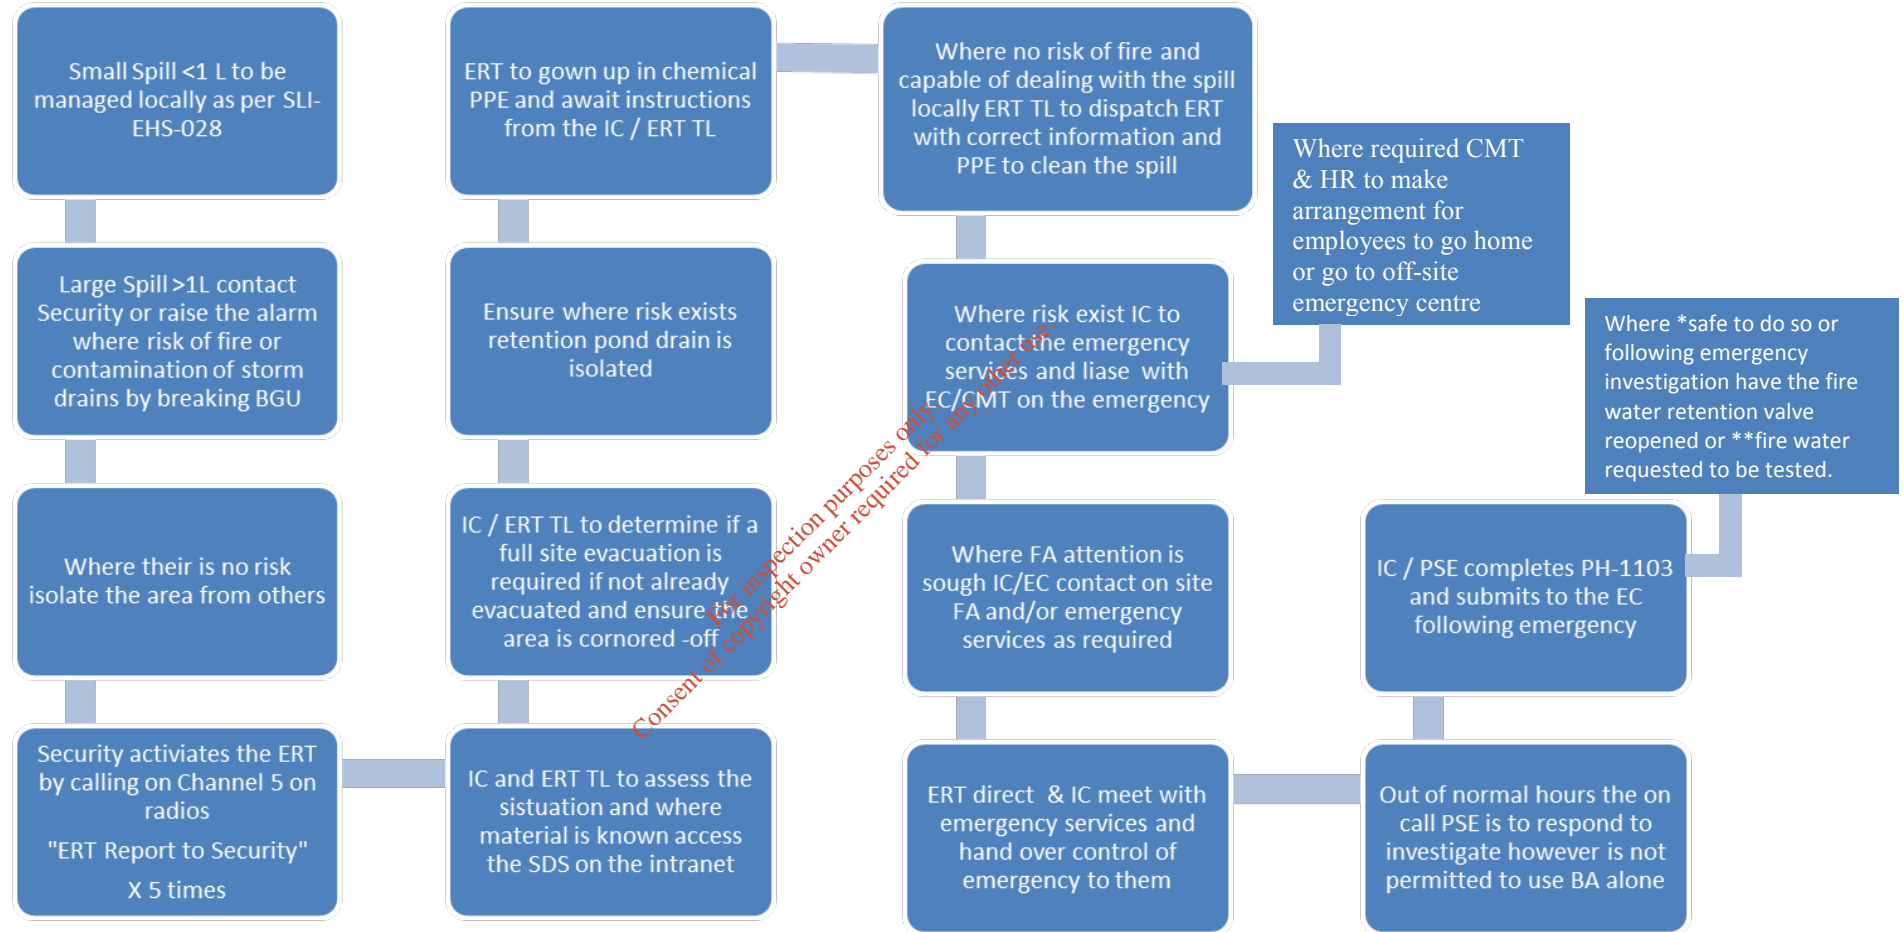 Small Spill <1 L to be
managed locally as per SLI-
EHS-028
Large Spill >1L contact
Security or raise the alarm
where risk of fire or
contamination of storm
drains by breaking BGU
Where their is no risk
isolate the area from others
Security activiates the ERT
by calling on Channel 5 on
radios
"ERT Report to Security"
X 5 times
IC and ERT TL to assess the
sistuation and where
material is known access
the SDS on the intranet
IC / ERT TL to determine if a
full site evacuation is
required if not already
evacuated and ensure the
area is cornored -off
Ensure where risk exists
retention pond drain is
isolated
ERT to gown up in chemical
PPE and await instructions
from the IC / ERT TL
Where no risk of fire and
capable of dealing with the spill
locally ERT TL to dispatch ERT
with correct information and
PPE to clean the spill
Where risk exist IC to
contact the emergency
services and liase with
EC/CMT on the emergency
Where required CMT
& HR to make
arrangement for
employees to go home
or go to off-site
emergency centre
Where FA attention is
sough IC/EC contact on site
FA and/or emergency
services as required
ERT direct & IC meet with
emergency services and
hand over control of
emergency to them
Out of normal hours the on
call PSE is to respond to
investigate however is not
permitted to use BA alone
IC / PSE completes PH-1103
and submits to the EC
following emergency
Where *safe to do so or
following emergency
investigation have the fire
water retention valve
reopened or **fire water
requested to be tested.
For inspection purposes only.
Consent of copyright owner required for any other use.